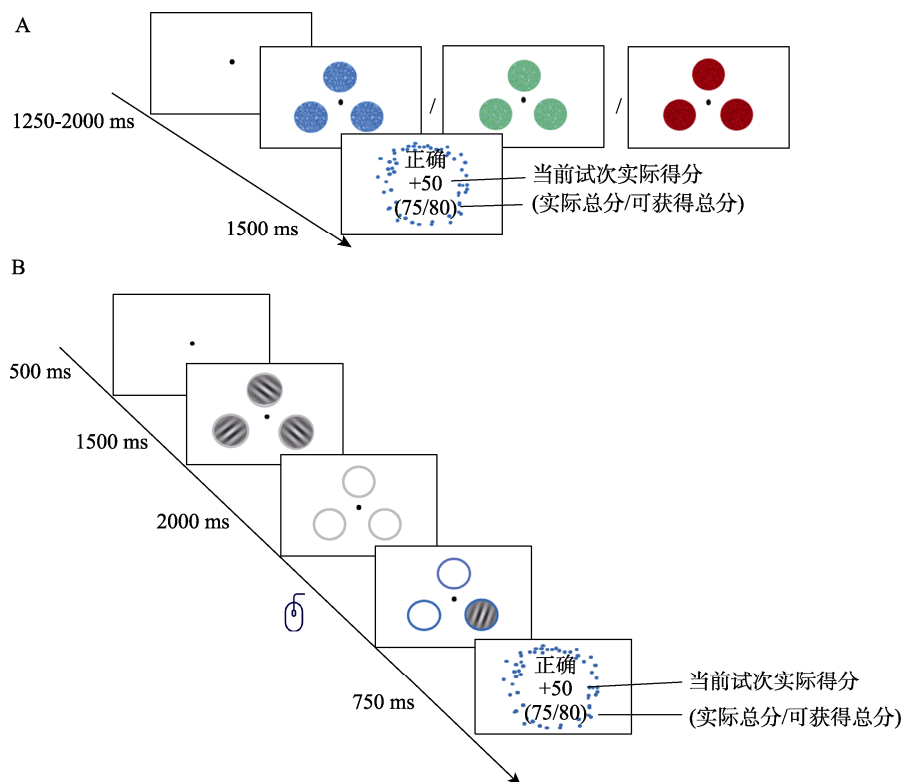 A
1250-2000 ms
/
/
正确
+50
(75/80)
当前试次实际得分
(实际总分/可获得总分)
1500 ms
B
500 ms
1500 ms
2000 ms
750 ms
正确
+50
(75/80)
当前试次实际得分
(实际总分/可获得总分)